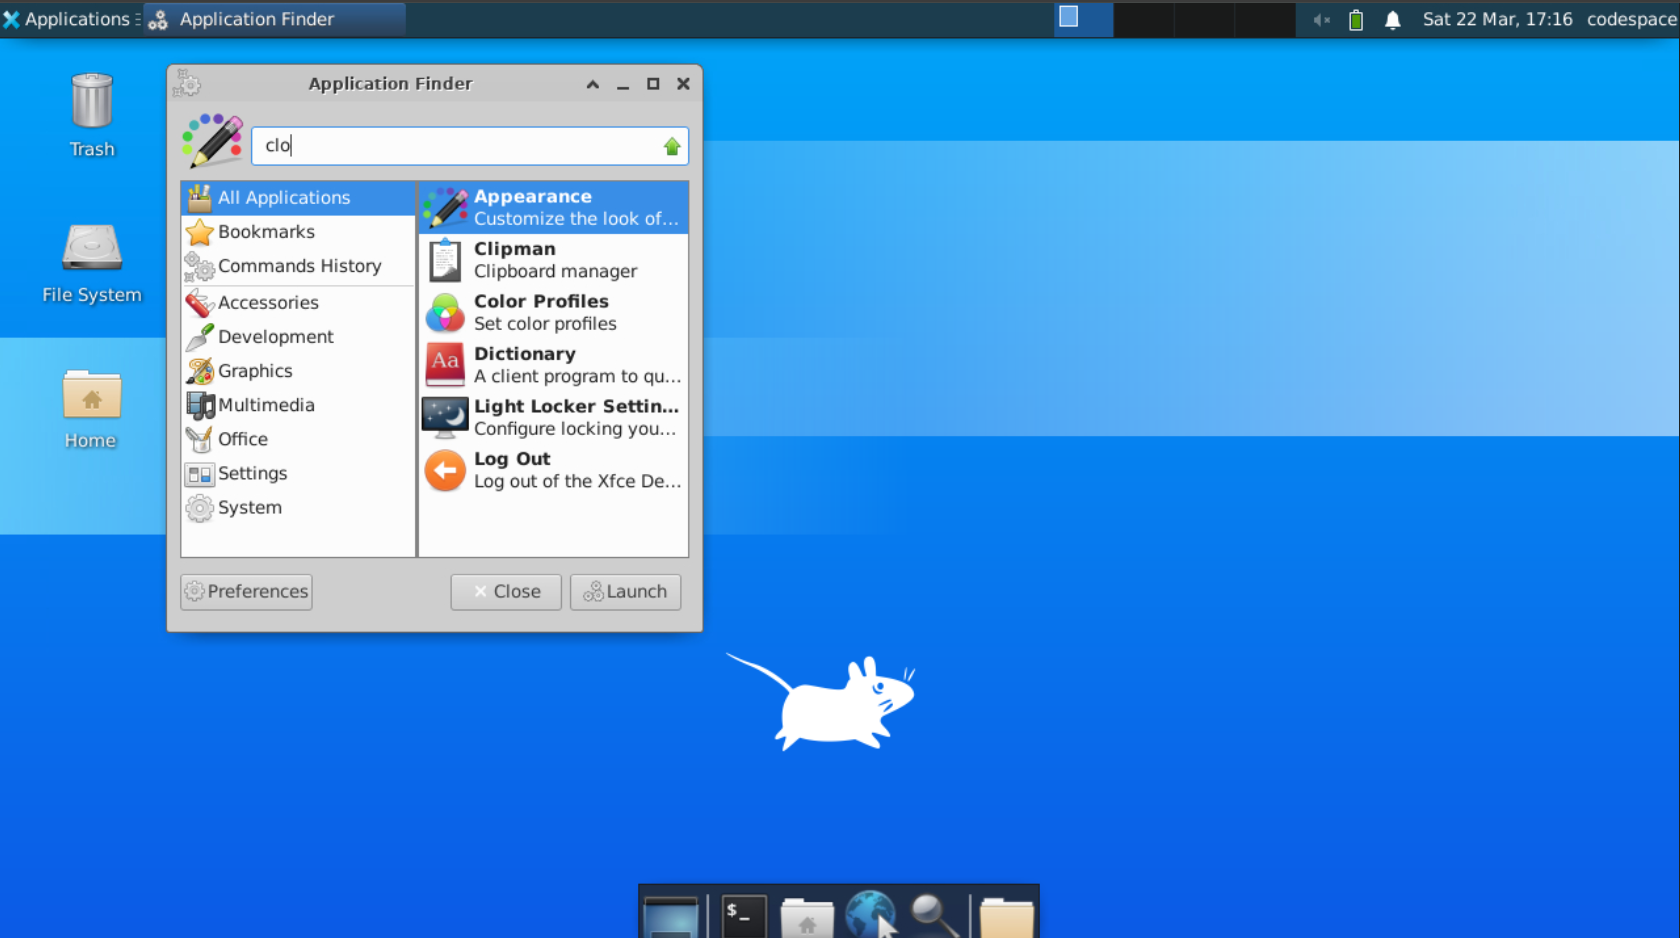 Applications
Application Finder
Sat 22 Mar, 17:16
codespace
Trash
File System
Home
Application Finder
clo
All Applications
Bookmarks
Commands History
Accessories
Development
Graphics
Multimedia
Office
Settings
System
Appearance
Customize the look of...
Clipman
Clipboard manager
Color Profiles
Set color profiles
Aa
Dictionary
A client program to qu...
Light Locker Settin...
Configure locking you...
Log Out
Log out of the Xfce De...
Preferences
Close
Launch
$_